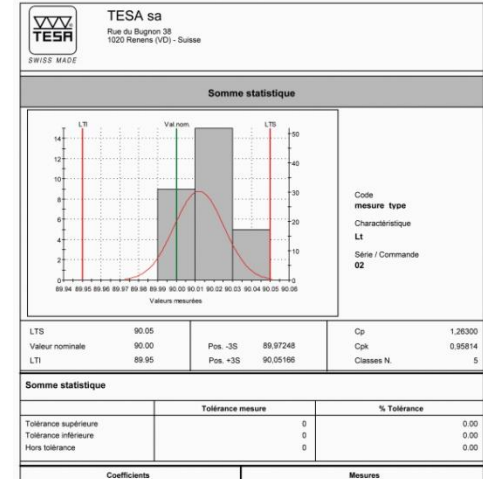 TESA
SWISS MADE
TESA sa
Rue du Bugnon 38
1020 Renens (VD) - Suisse
Somme statistique
LTI Val nom. LTS
14
12
10
8
6
4
2
0
50
40
30
20
10
0
89.94 89.95 89.96 89.97 89.98 89.99 90.00 90.01 90.02 90.03 90.04 90.05 90.06
Valeurs mesurées
Code
mesure type
Charactéristique
Lt
Série / Commande
02
LTS 90.05
Valeur nominale 90.00
LTI 89.95
Pos. -3S 89,97248
Pos. +3S 90,05166
Cp 1,26300
Cpk 0,95814
Classes N. 5
Somme statistique
Tolérance mesure % Tolérance
Tolérance supérieure 0 0.00
Tolérance inférieure 0 0.00
Hors tolérance 0 0.00
Coefficients Mesures